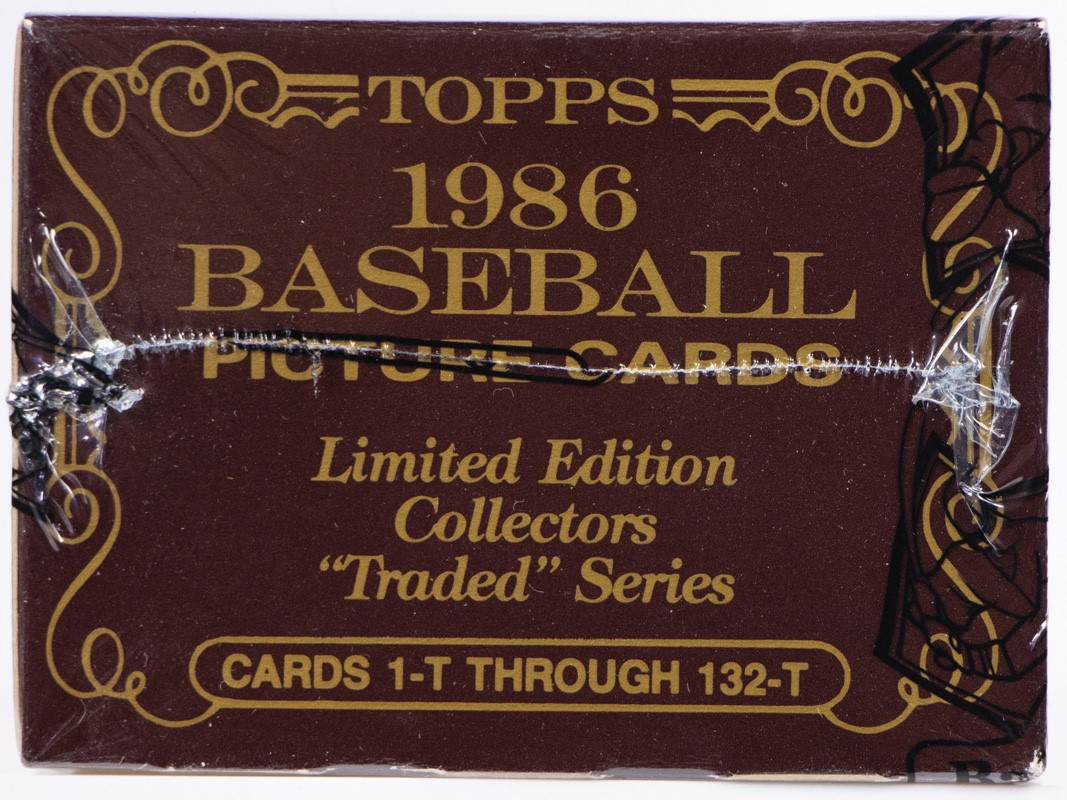 TOPPS
1986
BASEBALL
PICTURE CARDS
Limited Edition
Collectors
“Traded” Series
CARDS 1-T THROUGH 132-T